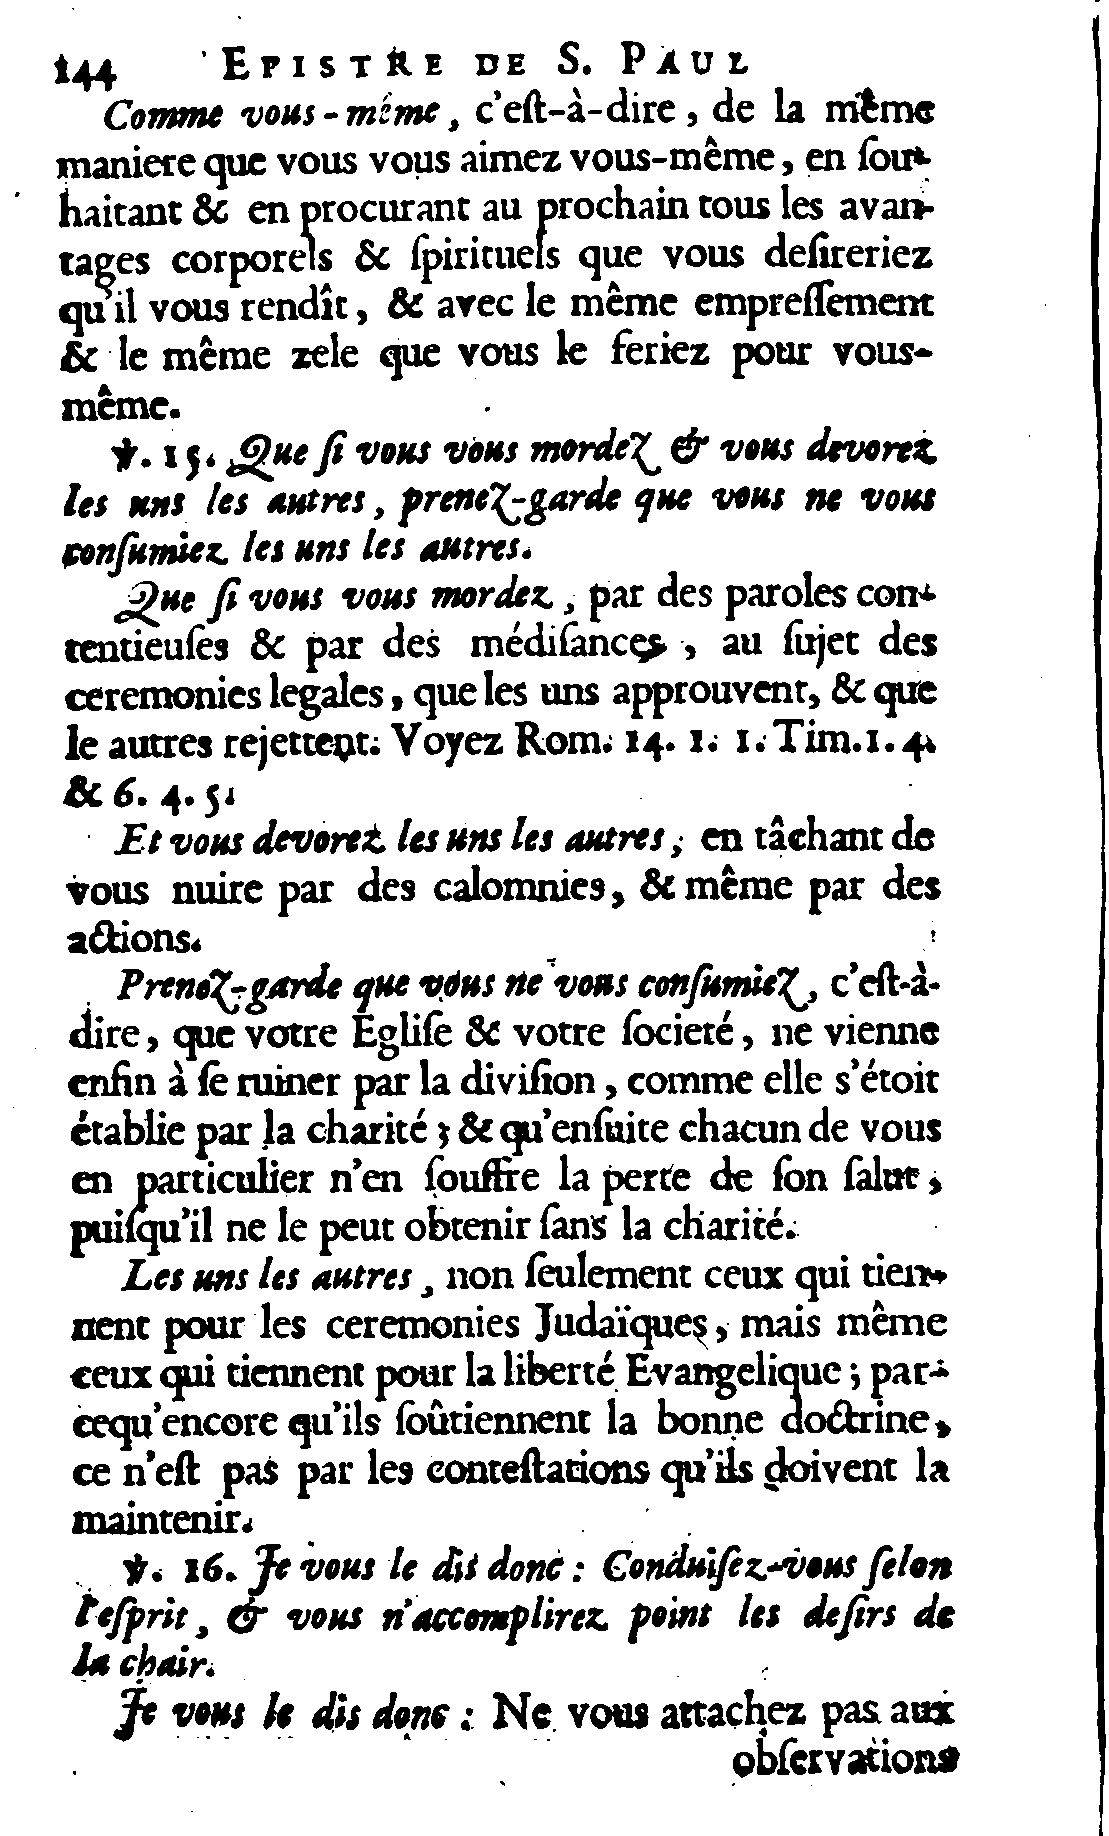 144 EPISTRE DE S. PAUL
Comme vous-même, c'eſt-à-dire, de la même
maniere que vous vous aimez vous-même, en ſou-
haitant & en procurant au prochain tous les avan-
tages corporels & ſpirituels que vous deſireriez
qu'il vous rendît, & avec le même empreſſement
& le même zele que vous le feriez pour vous-
même.
℣. 15. Que ſi vous vous mordez & vous devorez
les uns les autres, prenez-garde que vous ne vous
conſumiez les uns les autres.
Que ſi vous vous mordez, par des paroles con-
tentieuſes & par des médiſances, au ſujet des
ceremonies legales, que les uns approuvent, & que
le autres rejettent. Voyez Rom. 14. 1. 1. Tim. 1. 4.
& 6. 4. 5.
Et vous devorez les uns les autres, en tâchant de
vous nuire par des calomnies, & même par des
actions.
Prenez-garde que vous ne vous conſumiez, c'eſt-à-
dire, que votre Egliſe & votre ſocieté, ne vienne
enfin à ſe ruiner par la diviſion, comme elle s'étoit
établie par la charité; & qu'enſuite chacun de vous
en particulier n'en ſouffre la perte de ſon ſalut,
puiſqu'il ne le peut obtenir ſans la charité.
Les uns les autres, non ſeulement ceux qui tien-
nent pour les ceremonies Judaïques, mais même
ceux qui tiennent pour la liberté Evangelique; par-
cequ'encore qu'ils ſoûtiennent la bonne doctrine,
ce n'eſt pas par les conteſtations qu'ils doivent la
maintenir.
℣. 16. Je vous le dis donc: Conduiſez-vous ſelon
l'eſprit, & vous n'accomplirez point les deſirs de
la chair.
Je vous le dis donc: Ne vous attachez pas aux
obſervations